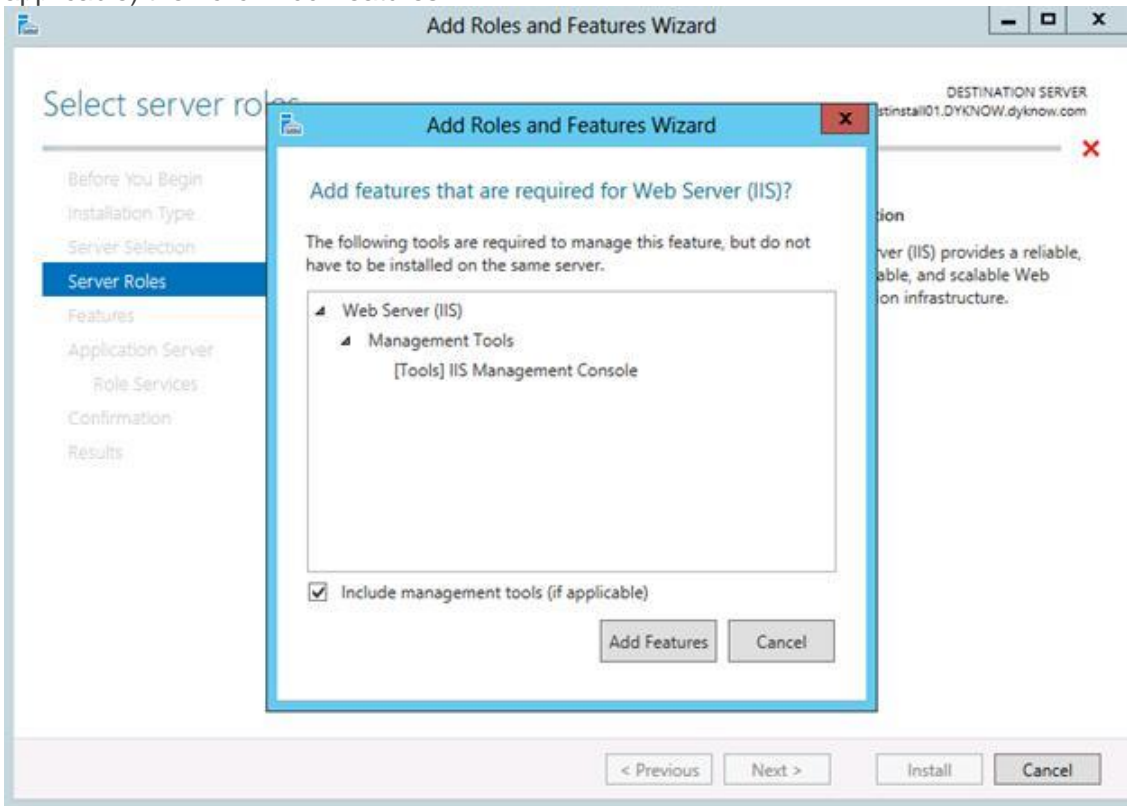 Add Roles and Features Wizard
Select server roles
DESTINATION SERVER
stinstall01.DYKNOW.dyknow.com
Before You Begin
Installation Type
Server Selection
Server Roles
Features
Application Server
Role Services
Confirmation
Results
Add Roles and Features Wizard
Add features that are required for Web Server (IIS)?
The following tools are required to manage this feature, but do not
have to be installed on the same server.
Web Server (IIS)
Management Tools
[Tools] IIS Management Console
Include management tools (if applicable)
Add Features
Cancel
tion
rver (IIS) provides a reliable,
able, and scalable Web
on infrastructure.
< Previous
Next >
Install
Cancel